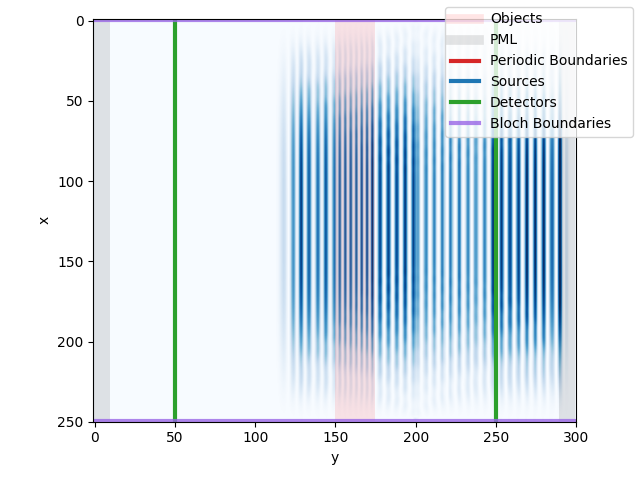 Objects
PML
Periodic Boundaries
Sources
Detectors
Bloch Boundaries
0
50
100
150
200
250
x
0
50
100
150
200
250
300
y